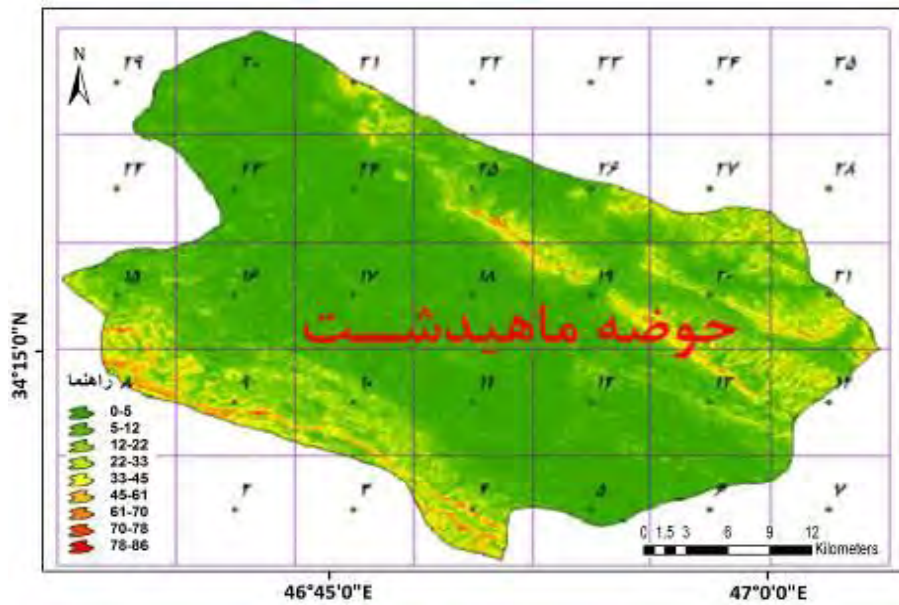 N
۲۹ ۳۰ ۳۱ ۳۲ ۳۳ ۳۴ ۳۵
۲۳ ۲۴ ۲۵ ۲۶ ۲۷ ۲۸
۱۵ ۱۶ ۱۷ ۱۸ ۱۹ ۲۰ ۲۱
حوضه ماهیدشت
34°15'0"N
۸ ۹ ۱۰ ۱۱ ۱۲ ۱۳ ۱۴
راهنما
0-5
5-12
12-22
22-33
33-45
45-61
61-70
70-78
78-86
۲ ۳ ۴ ۵ ۶ ۷
0 1.5 3 6 9 12
Kilometers
46°45'0"E 47°0'0"E